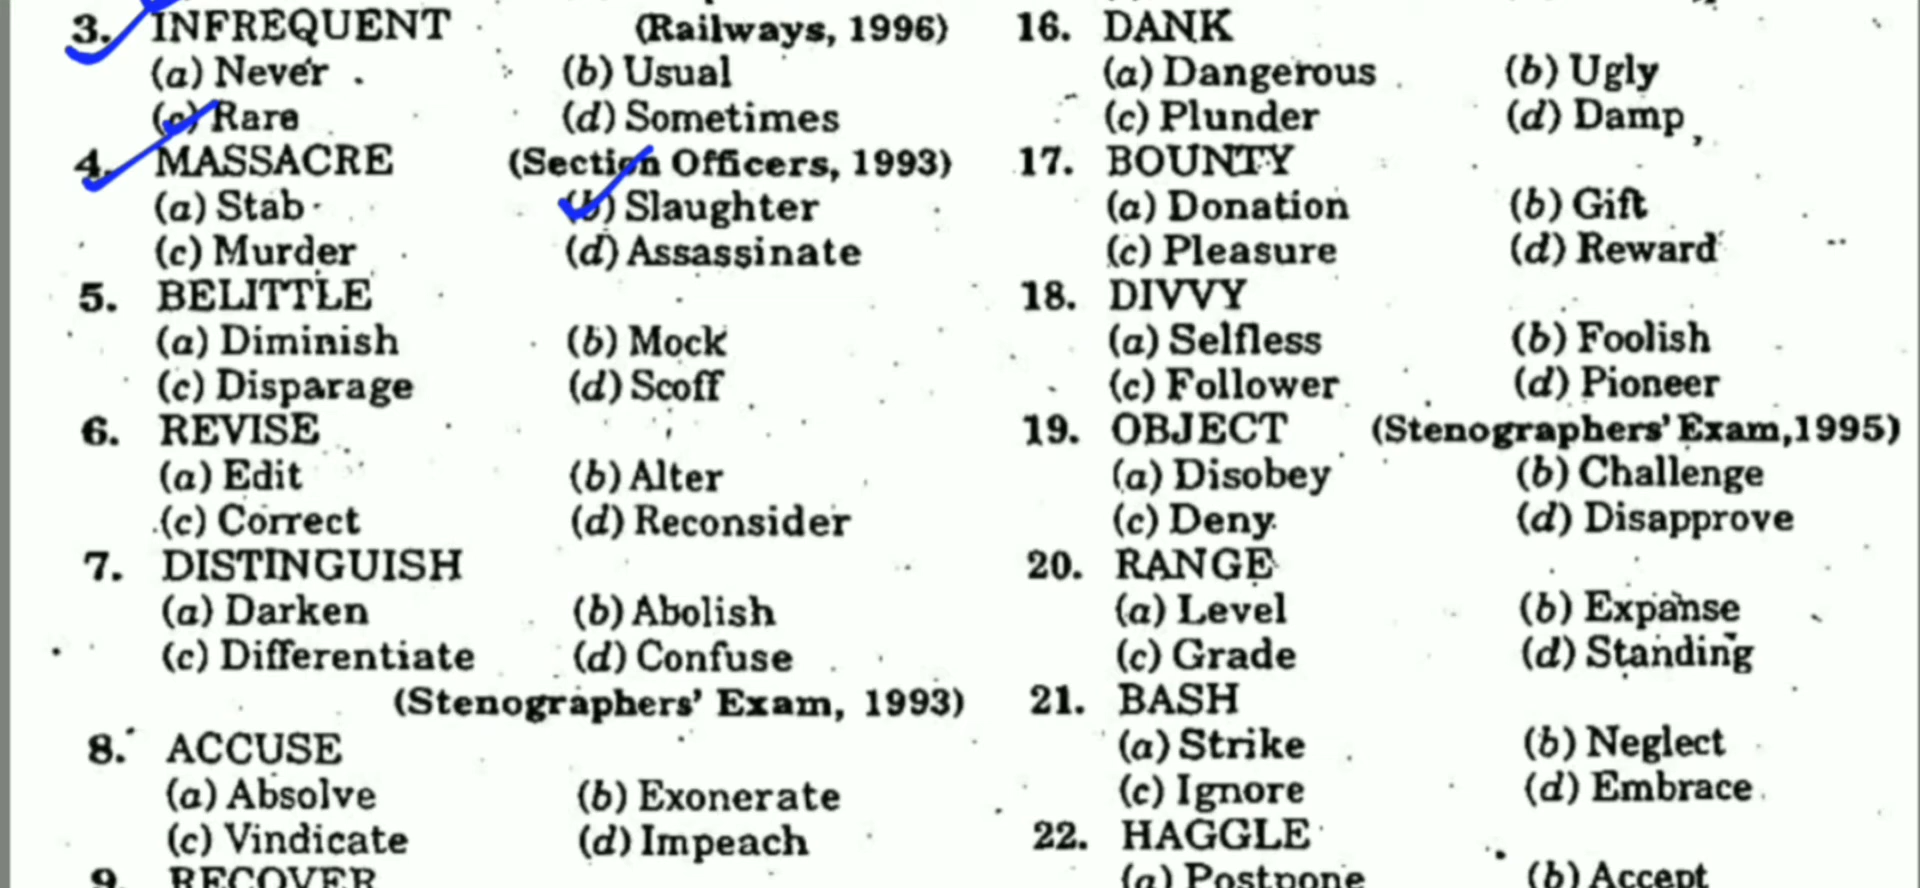 3. INFREQUENT (Railways, 1996)
(a) Never (b) Usual
(c) Rare (d) Sometimes
4. MASSACRE (Section Officers, 1993)
(a) Stab (b) Slaughter
(c) Murder (d) Assassinate
5. BELITTLE
(a) Diminish (b) Mock
(c) Disparage (d) Scoff
6. REVISE
(a) Edit (b) Alter
(c) Correct (d) Reconsider
7. DISTINGUISH
(a) Darken (b) Abolish
(c) Differentiate (d) Confuse
(Stenographers' Exam, 1993)
8. ACCUSE
(a) Absolve (b) Exonerate
(c) Vindicate (d) Impeach
9. RECOVER
16. DANK
(a) Dangerous (b) Ugly
(c) Plunder (d) Damp
17. BOUNTY
(a) Donation (b) Gift
(c) Pleasure (d) Reward
18. DIVVY
(a) Selfless (b) Foolish
(c) Follower (d) Pioneer
19. OBJECT (Stenographers' Exam,1995)
(a) Disobey (b) Challenge
(c) Deny (d) Disapprove
20. RANGE
(a) Level (b) Expanse
(c) Grade (d) Standing
21. BASH
(a) Strike (b) Neglect
(c) Ignore (d) Embrace
22. HAGGLE
(a) Postpone (b) Accept